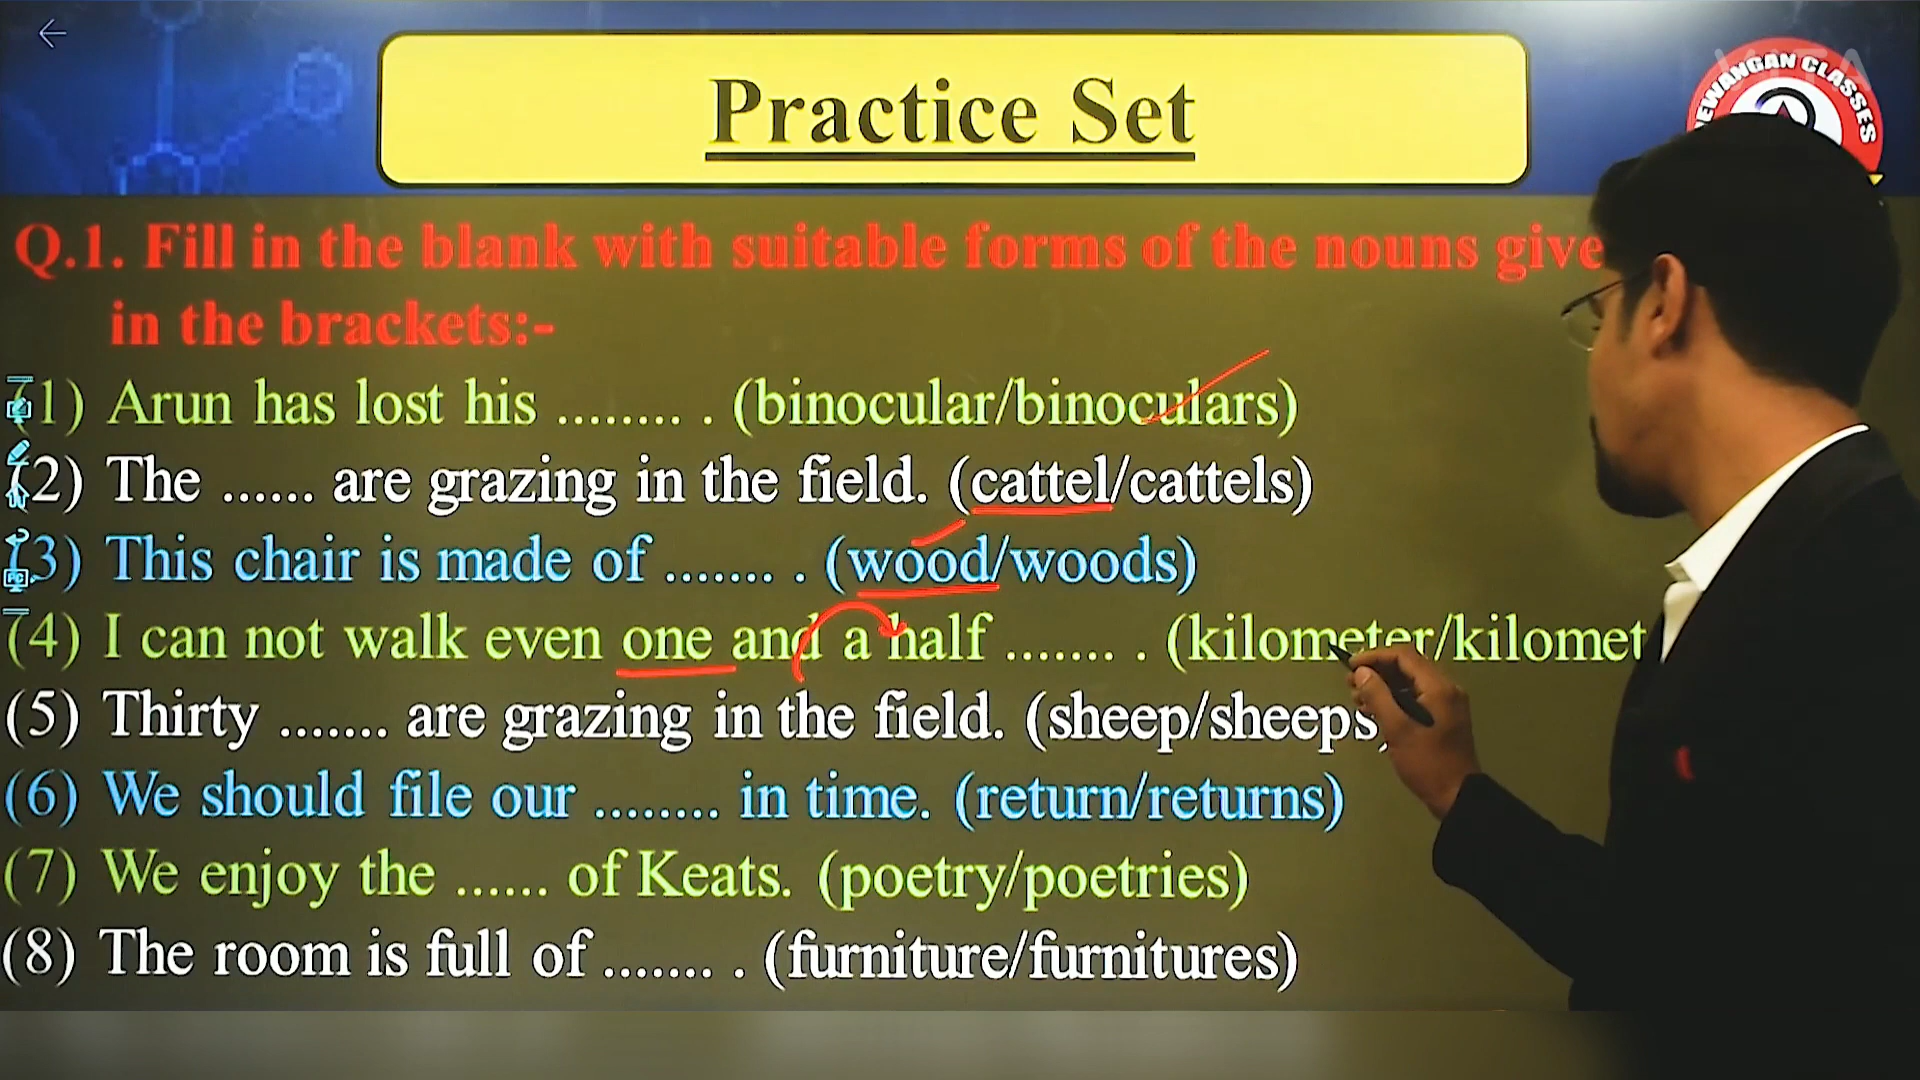 Practice Set
EWANGAN CLASSES
Q.1. Fill in the blank with suitable forms of the nouns give
in the brackets:-
(1) Arun has lost his ........ . (binocular/binoculars)
(2) The ...... are grazing in the field. (cattel/cattels)
(3) This chair is made of ....... . (wood/woods)
(4) I can not walk even one and a half ....... . (kilometer/kilomet
(5) Thirty ....... are grazing in the field. (sheep/sheeps)
(6) We should file our ........ in time. (return/returns)
(7) We enjoy the ...... of Keats. (poetry/poetries)
(8) The room is full of ....... . (furniture/furnitures)